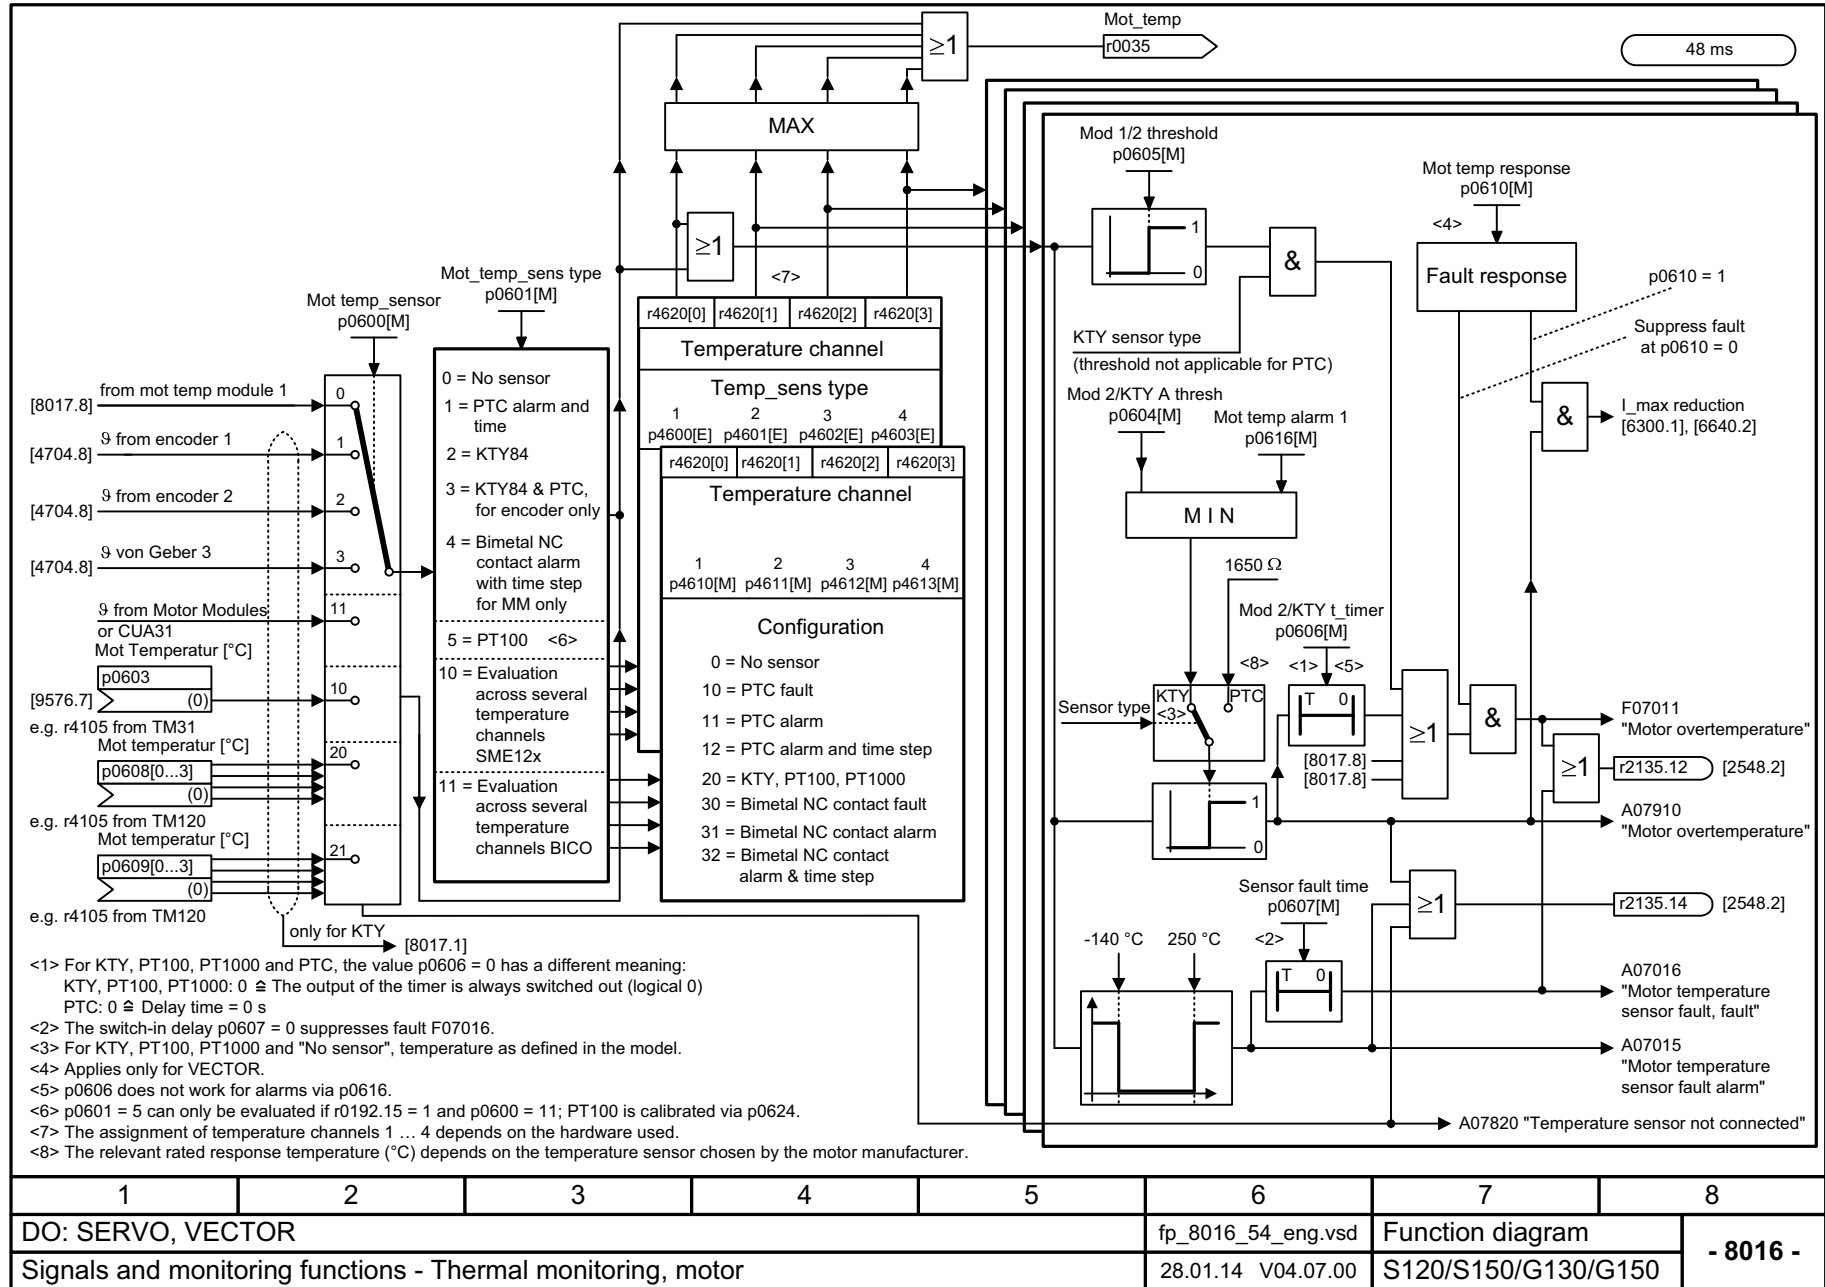 Mot_temp
r0035
48 ms
≥1
MAX
Mod 1/2 threshold
p0605[M]
Mot temp response
p0610[M]
<4>
1
0
&
≥1
<7>
Fault response
p0610 = 1
Suppress fault
at p0610 = 0
KTY sensor type
(threshold not applicable for PTC)
Mot temp_sensor
p0600[M]
Mot_temp_sens type
p0601[M]
r4620[0] r4620[1] r4620[2] r4620[3]
Temperature channel
Temp_sens type
1 2 3 4
p4600[E] p4601[E] p4602[E] p4603[E]
r4620[0] r4620[1] r4620[2] r4620[3]
Temperature channel
1 2 3 4
p4610[M] p4611[M] p4612[M] p4613[M]
Configuration
0 = No sensor
10 = PTC fault
11 = PTC alarm
12 = PTC alarm and time step
20 = KTY, PT100, PT1000
30 = Bimetal NC contact fault
31 = Bimetal NC contact alarm
32 = Bimetal NC contact
alarm & time step
0 = No sensor
1 = PTC alarm and
time
2 = KTY84
3 = KTY84 & PTC,
for encoder only
4 = Bimetal NC
contact alarm
with time step
for MM only
5 = PT100 <6>
10 = Evaluation
across several
temperature
channels
SME12x
11 = Evaluation
across several
temperature
channels BICO
[8017.8] from mot temp module 1 0
[4704.8] ϑ from encoder 1 1
[4704.8] ϑ from encoder 2 2
[4704.8] ϑ von Geber 3 3
ϑ from Motor Modules 11
or CUA31
Mot Temperatur [°C]
p0603
[9576.7] (0) 10
e.g. r4105 from TM31
Mot temperatur [°C] 20
p0608[0...3]
(0)
e.g. r4105 from TM120
Mot temperatur [°C] 21
p0609[0...3]
(0)
e.g. r4105 from TM120
only for KTY
[8017.1]
Mod 2/KTY A thresh
p0604[M]
Mot temp alarm 1
p0616[M]
M I N
1650 Ω
Mod 2/KTY t_timer
p0606[M]
<8> <1> <5>
Sensor type
KTY PTC
<3>
T 0
[8017.8]
[8017.8]
≥1
&
&
I_max reduction
[6300.1], [6640.2]
F07011
"Motor overtemperature"
≥1
r2135.12 [2548.2]
A07910
"Motor overtemperature"
1
0
Sensor fault time
p0607[M]
<2>
T 0
≥1
r2135.14 [2548.2]
-140 °C 250 °C
A07016
"Motor temperature
sensor fault, fault"
A07015
"Motor temperature
sensor fault alarm"
A07820 "Temperature sensor not connected"
<1> For KTY, PT100, PT1000 and PTC, the value p0606 = 0 has a different meaning:
KTY, PT100, PT1000: 0 ≙ The output of the timer is always switched out (logical 0)
PTC: 0 ≙ Delay time = 0 s
<2> The switch-in delay p0607 = 0 suppresses fault F07016.
<3> For KTY, PT100, PT1000 and "No sensor", temperature as defined in the model.
<4> Applies only for VECTOR.
<5> p0606 does not work for alarms via p0616.
<6> p0601 = 5 can only be evaluated if r0192.15 = 1 and p0600 = 11; PT100 is calibrated via p0624.
<7> The assignment of temperature channels 1 … 4 depends on the hardware used.
<8> The relevant rated response temperature (°C) depends on the temperature sensor chosen by the motor manufacturer.
1 2 3 4 5 6 7 8
DO: SERVO, VECTOR
fp_8016_54_eng.vsd
Function diagram
- 8016 -
Signals and monitoring functions - Thermal monitoring, motor
28.01.14 V04.07.00
S120/S150/G130/G150